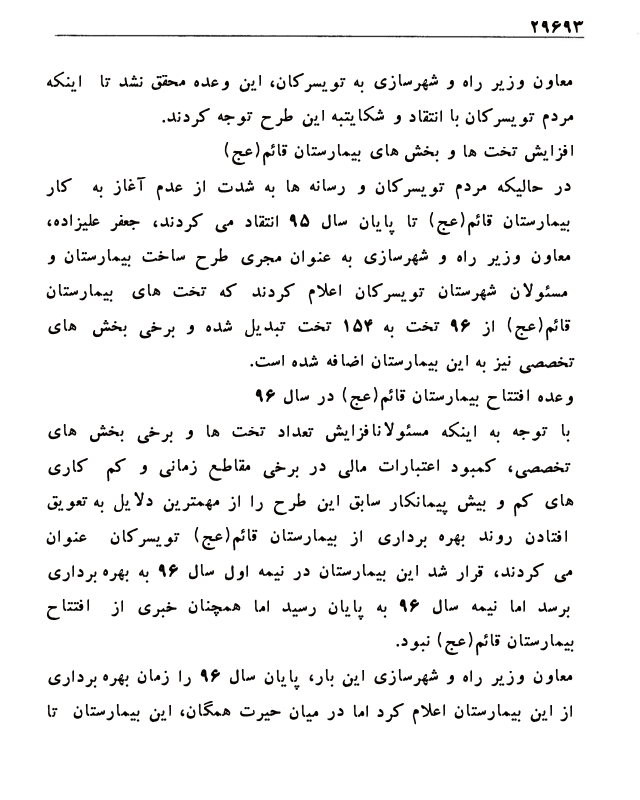 ۲۹۶۹۳
معاون وزیر راه و شهرسازی به تویسرکان، این وعده محقق نشد تا اینکه
مردم تویسرکان با انتقاد و شکایتبه این طرح توجه کردند.
افزایش تخت ها و بخش های بیمارستان قائم(عج)
در حالیکه مردم تویسرکان و رسانه ها به شدت از عدم آغاز به کار
بیمارستان قائم(عج) تا پایان سال ۹۵ انتقاد می کردند، جعفر علیزاده،
معاون وزیر راه و شهرسازی به عنوان مجری طرح ساخت بیمارستان و
مسئولان شهرستان تویسرکان اعلام کردند که تخت های بیمارستان
قائم(عج) از ۹۶ تخت به ۱۵۴ تخت تبدیل شده و برخی بخش های
تخصصی نیز به این بیمارستان اضافه شده است.
وعده افتتاح بیمارستان قائم(عج) در سال ۹۶
با توجه به اینکه مسئولانافزایش تعداد تخت ها و برخی بخش های
تخصصی، کمبود اعتبارات مالی در برخی مقاطع زمانی و کم کاری
های کم و بیش پیمانکار سابق این طرح را از مهمترین دلایل به تعویق
افتادن روند بهره برداری از بیمارستان قائم(عج) تویسرکان عنوان
می کردند، قرار شد این بیمارستان در نیمه اول سال ۹۶ به بهره برداری
برسد اما نیمه سال ۹۶ به پایان رسید اما همچنان خبری از افتتاح
بیمارستان قائم(عج) نبود.
معاون وزیر راه و شهرسازی این بار، پایان سال ۹۶ را زمان بهره برداری
از این بیمارستان اعلام کرد اما در میان حیرت همگان، این بیمارستان تا